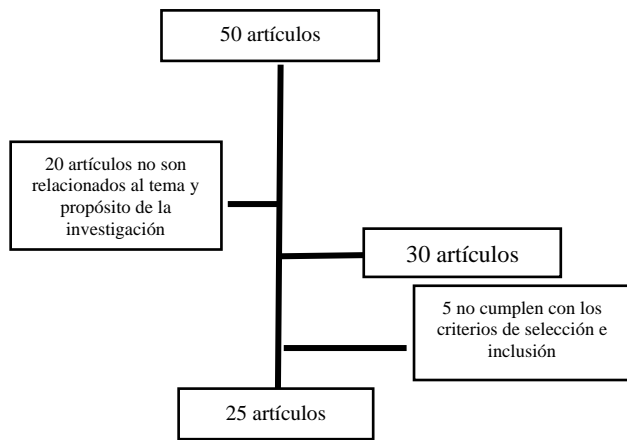 50 artículos
20 artículos no son
relacionados al tema y
propósito de la
investigación
30 artículos
5 no cumplen con los
criterios de selección e
inclusión
25 artículos